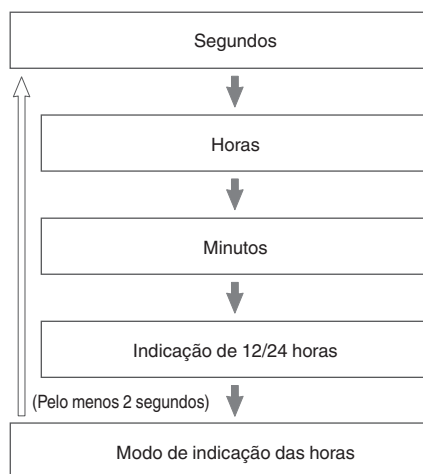 Segundos
Horas
Minutos
Indicação de 12/24 horas
(Pelo menos 2 segundos)
Modo de indicação das horas